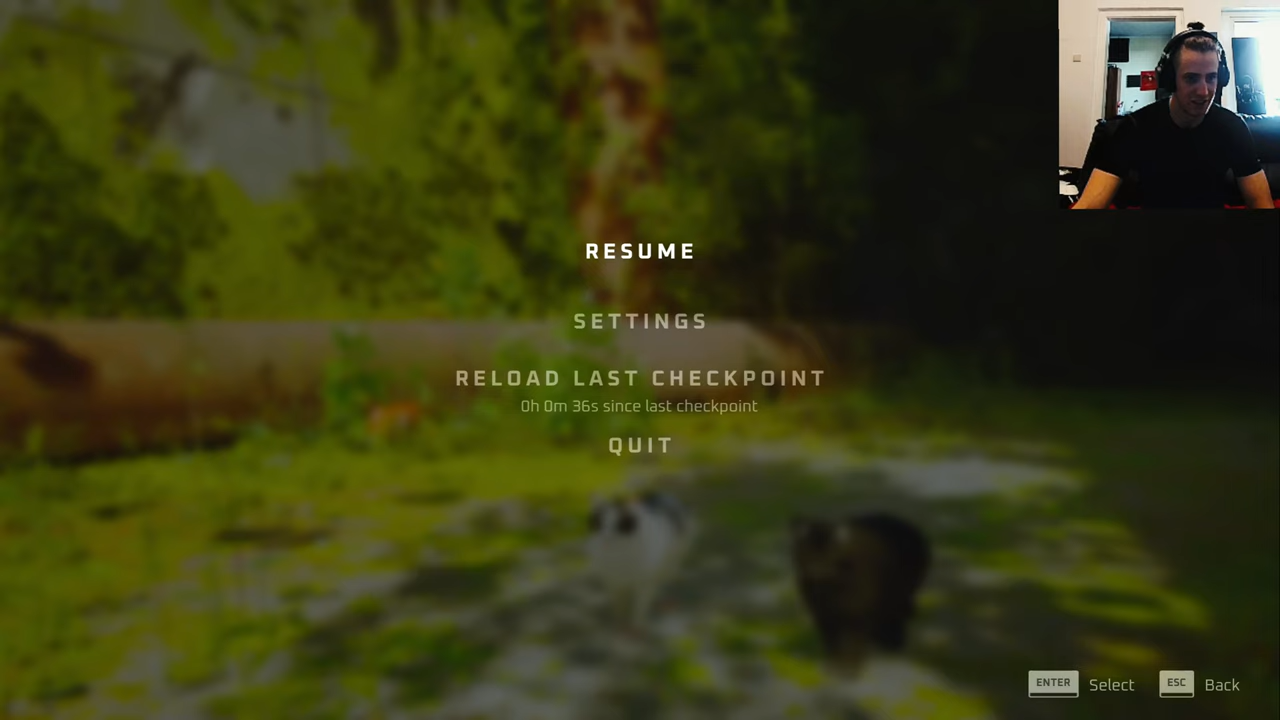 RESUME
SETTINGS
RELOAD LAST CHECKPOINT
0h 0m 36s since last checkpoint
QUIT
ENTER Select ESC Back